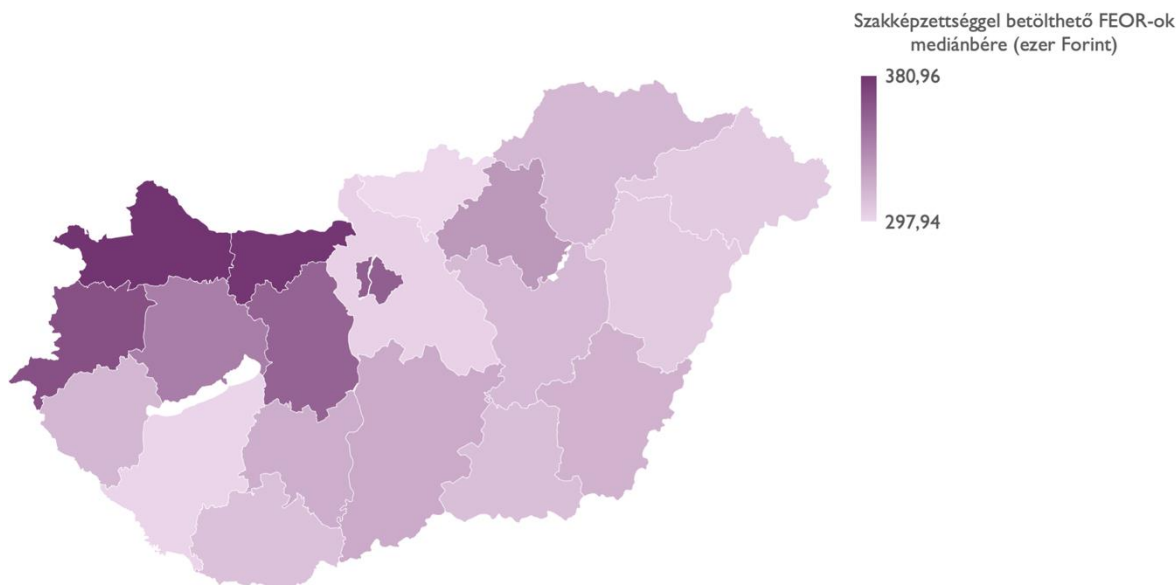 Szakképzettséggel betölthető FEOR-ok
mediánbére (ezer Forint)
380,96
297,94